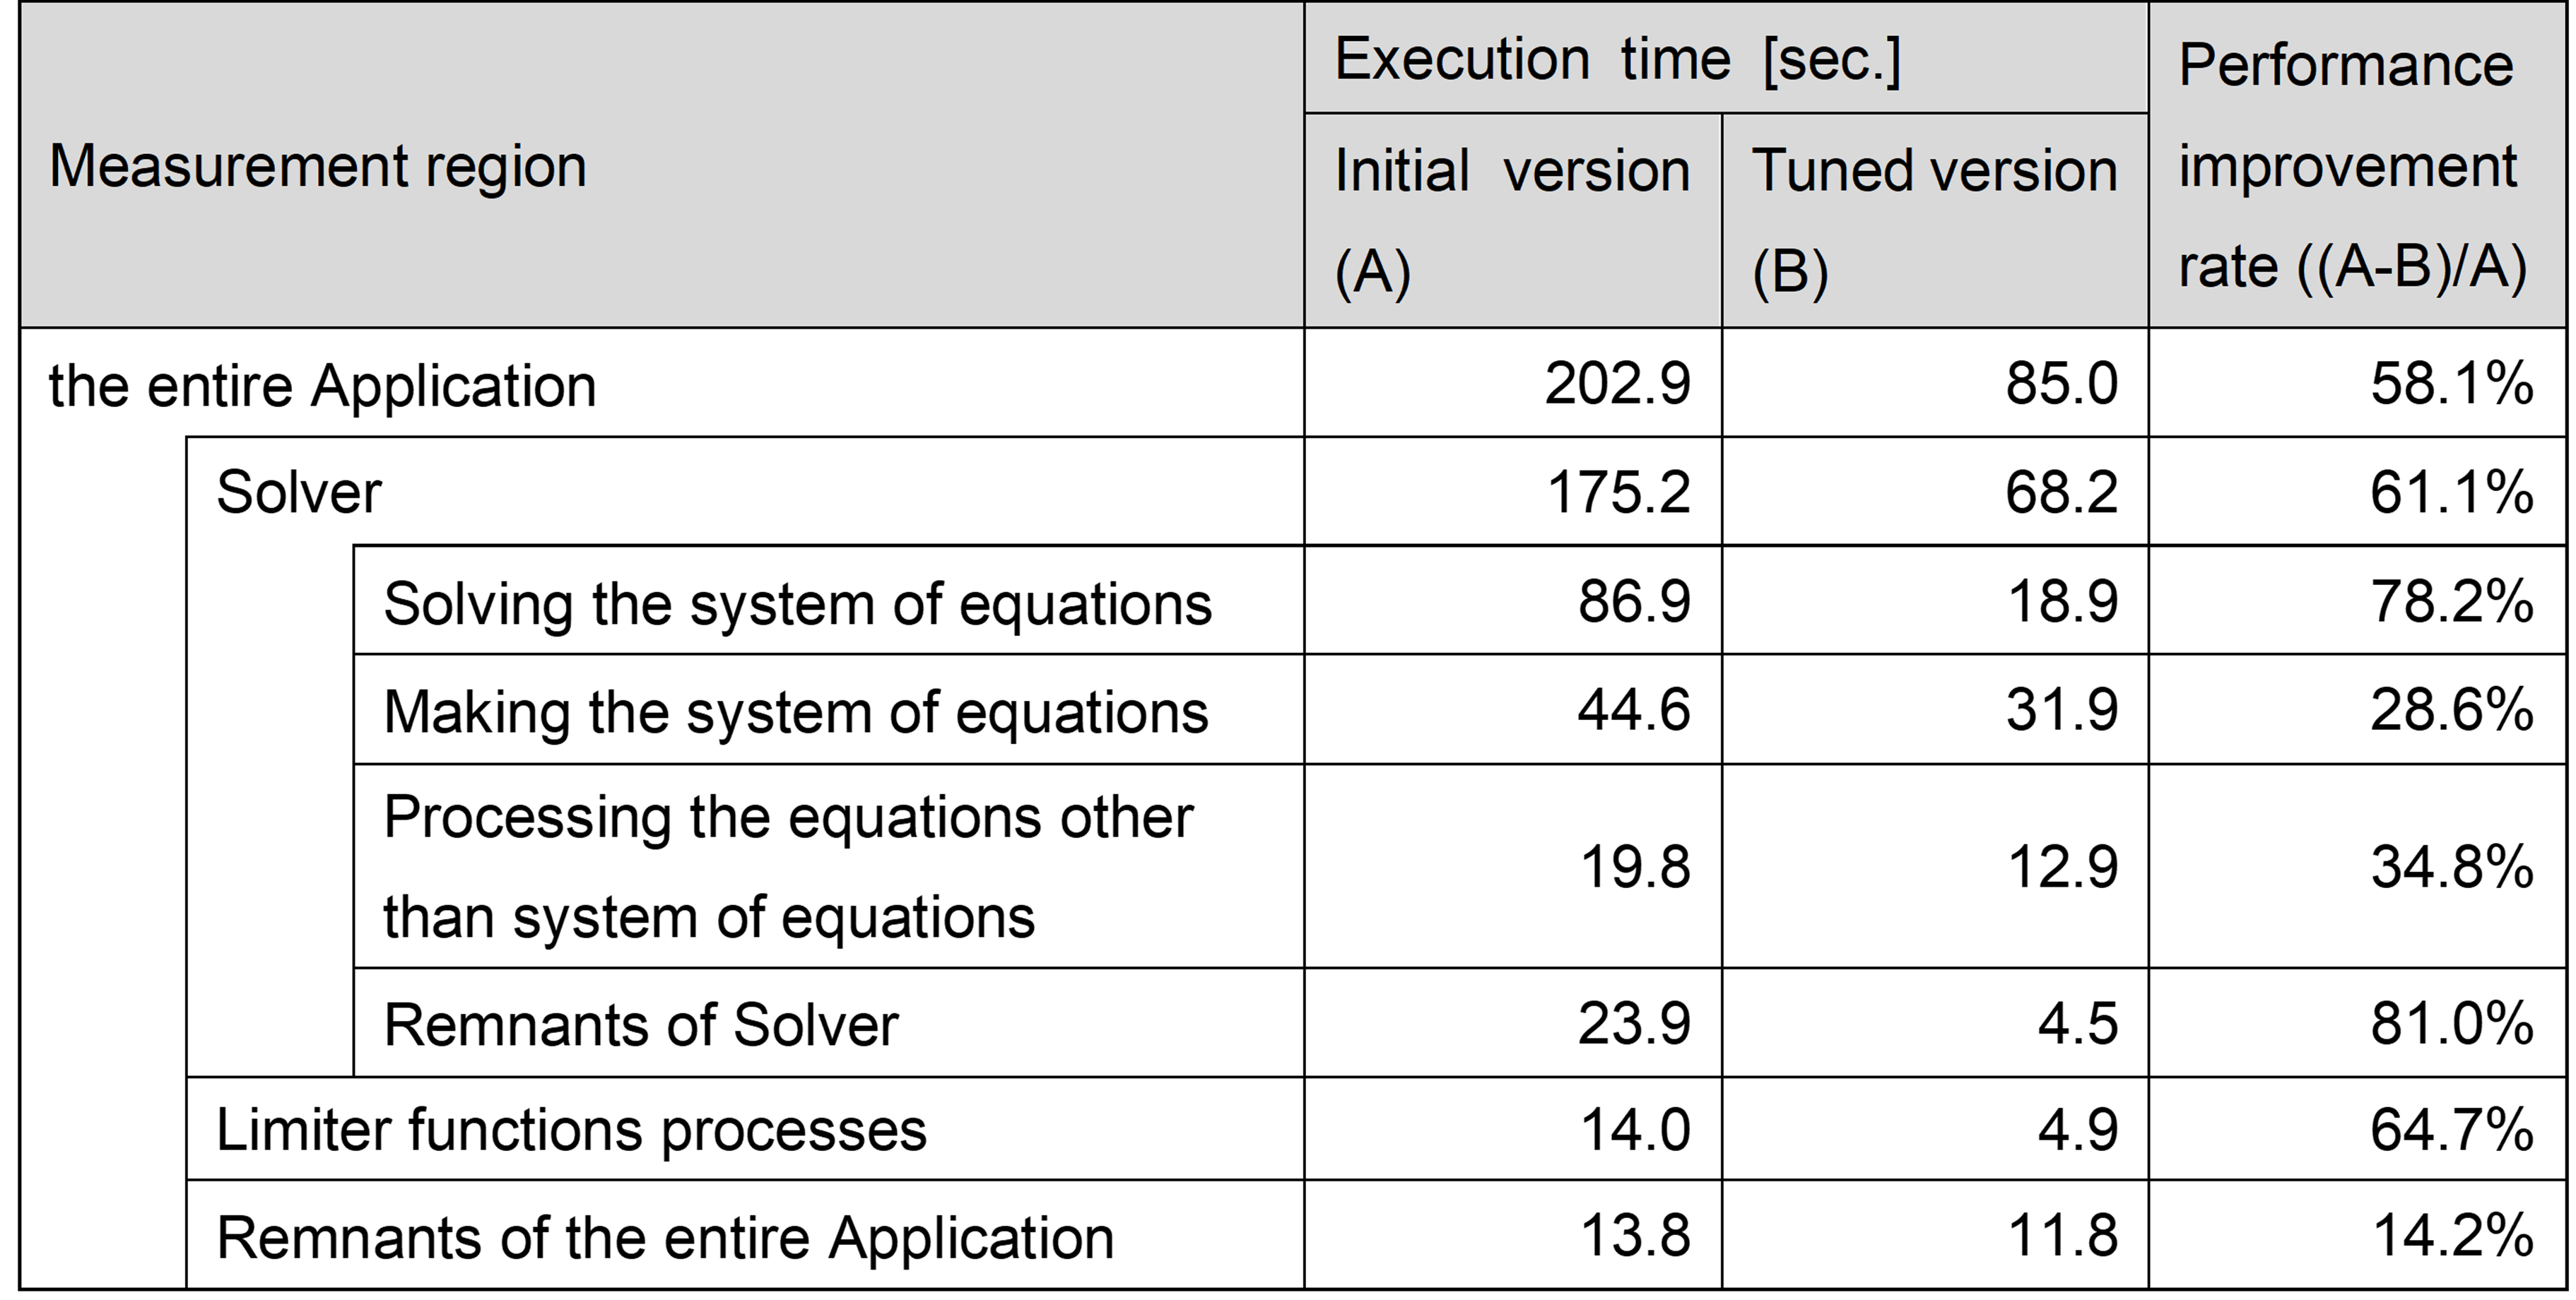 Measurement region
Execution time [sec.]
Performance
improvement
rate ((A-B)/A)
Initial version
(A)
Tuned version
(B)
the entire Application 202.9 85.0 58.1%
Solver 175.2 68.2 61.1%
Solving the system of equations 86.9 18.9 78.2%
Making the system of equations 44.6 31.9 28.6%
Processing the equations other
than system of equations 19.8 12.9 34.8%
Remnants of Solver 23.9 4.5 81.0%
Limiter functions processes 14.0 4.9 64.7%
Remnants of the entire Application 13.8 11.8 14.2%